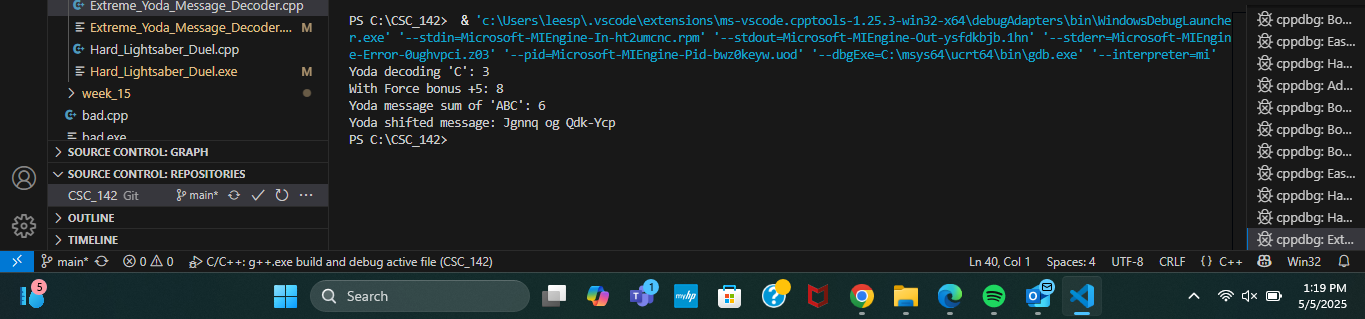 Extreme_Yoda_Message_Decoder.cpp
Extreme_Yoda_Message_Decoder.... M
Hard_Lightsaber_Duel.cpp
Hard_Lightsaber_Duel.exe M
week_15
bad.cpp
bad.exe
SOURCE CONTROL: GRAPH
SOURCE CONTROL: REPOSITORIES
CSC_142 Git main*
OUTLINE
TIMELINE
PS C:\CSC_142> & 'c:\Users\leesp\.vscode\extensions\ms-vscode.cpptools-1.25.3-win32-x64\debugAdapters\bin\WindowsDebugLaunche
r.exe' '--stdin=Microsoft-MIEngine-In-ht2umcnc.rpm' '--stdout=Microsoft-MIEngine-Out-ysfdkbjb.1hn' '--stderr=Microsoft-MIEngin
e-Error-0ughvpci.z03' '--pid=Microsoft-MIEngine-Pid-bwz0keyw.uod' '--dbgExe=C:\msys64\ucrt64\bin\gdb.exe' '--interpreter=mi'
Yoda decoding 'C': 3
With Force bonus +5: 8
Yoda message sum of 'ABC': 6
Yoda shifted message: Jgnnq og Qdk-Ycp
PS C:\CSC_142>
cppdbg: Bo...
cppdbg: Eas...
cppdbg: Ha...
cppdbg: Ad...
cppdbg: Bo...
cppdbg: Bo...
cppdbg: Bo...
cppdbg: Eas...
cppdbg: Ha...
cppdbg: Ha...
cppdbg: Ext...
main* 0 0 C/C++: g++.exe build and debug active file (CSC_142) Ln 40, Col 1 Spaces: 4 UTF-8 CRLF {} C++ Win32
5 Search 1 myhp 1:19 PM
5/5/2025